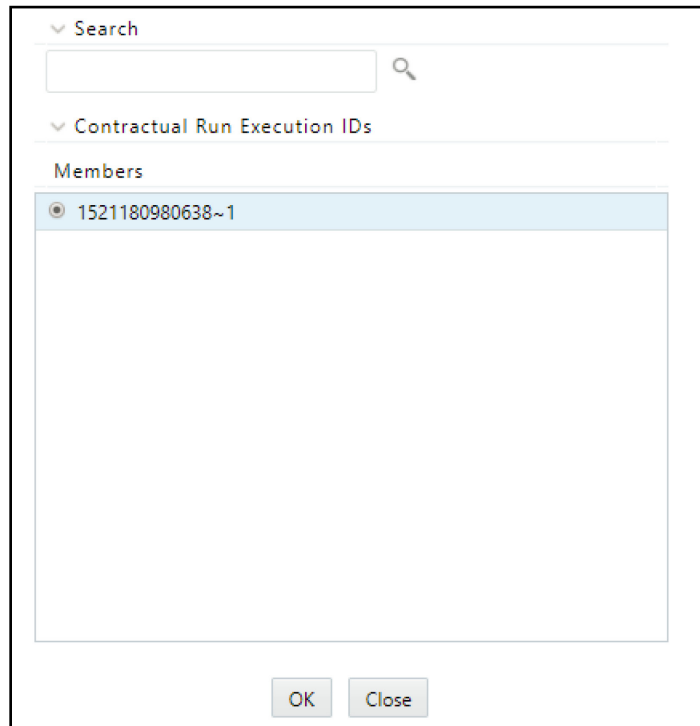 Search
Contractual Run Execution IDs
Members
1521180980638~1
OK Close